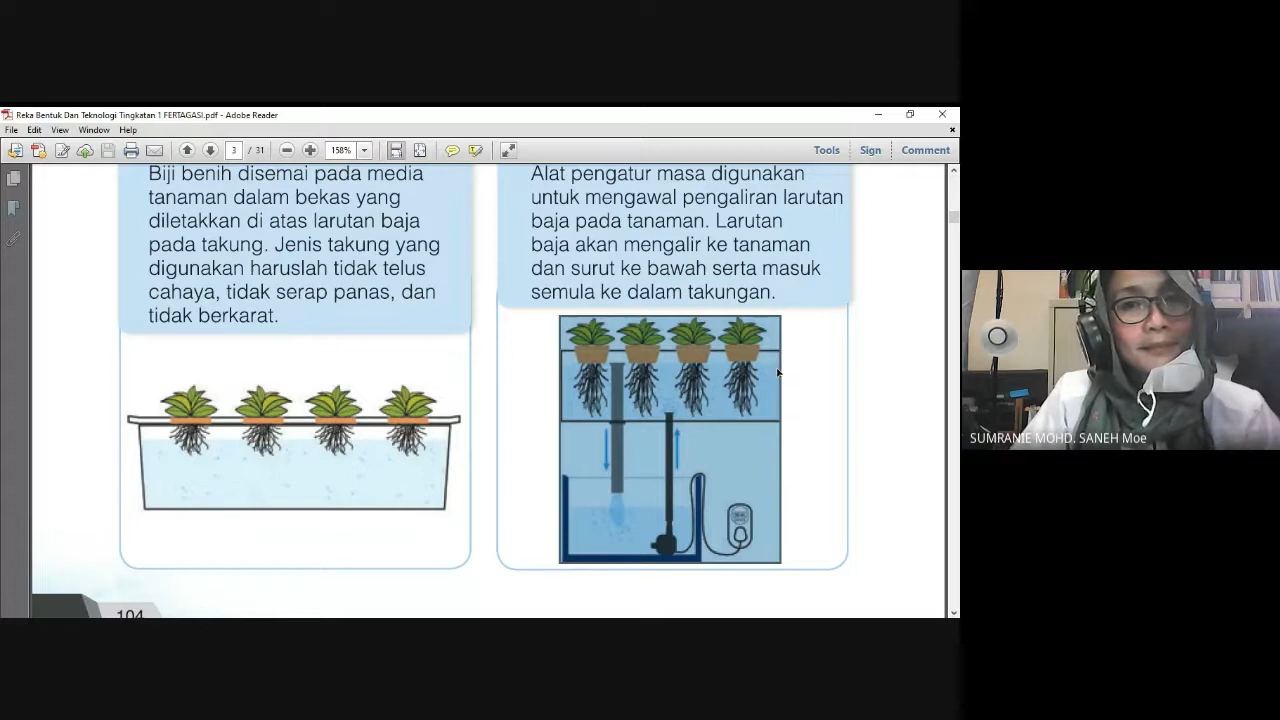 Reka Bentuk Dan Teknologi Tingkatan 1 FERTAGASI.pdf - Adobe Reader
File Edit View Window Help
3 / 31 158% Tools Sign Comment
Biji benih disemai pada media
tanaman dalam bekas yang
diletakkan di atas larutan baja
pada takung. Jenis takung yang
digunakan haruslah tidak telus
cahaya, tidak serap panas, dan
tidak berkarat.
Alat pengatur masa digunakan
untuk mengawal pengaliran larutan
baja pada tanaman. Larutan
baja akan mengalir ke tanaman
dan surut ke bawah serta masuk
semula ke dalam takungan.
104
SUMRANIE MOHD. SANEH Moe